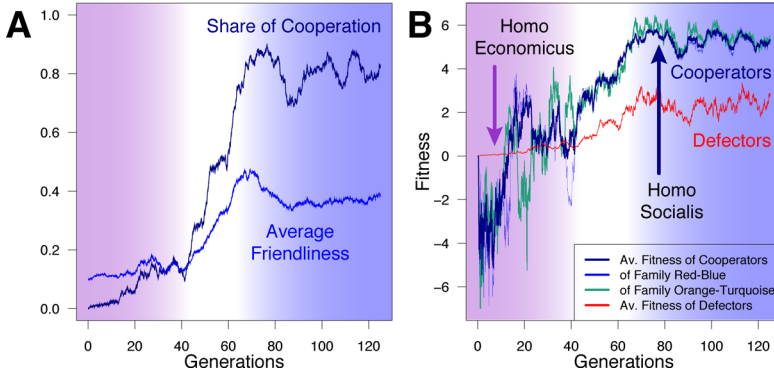 A
Share of Cooperation
Average
Friendliness
1.0
0.8
0.6
0.4
0.2
0.0
0 20 40 60 80 100 120
Generations
B
Homo
Economicus
Cooperators
Defectors
Homo
Socialis
Fitness
6
4
2
0
−2
−4
−6
Av. Fitness of Cooperators
of Family Red-Blue
of Family Orange-Turquoise
Av. Fitness of Defectors
0 20 40 60 80 100 120
Generations